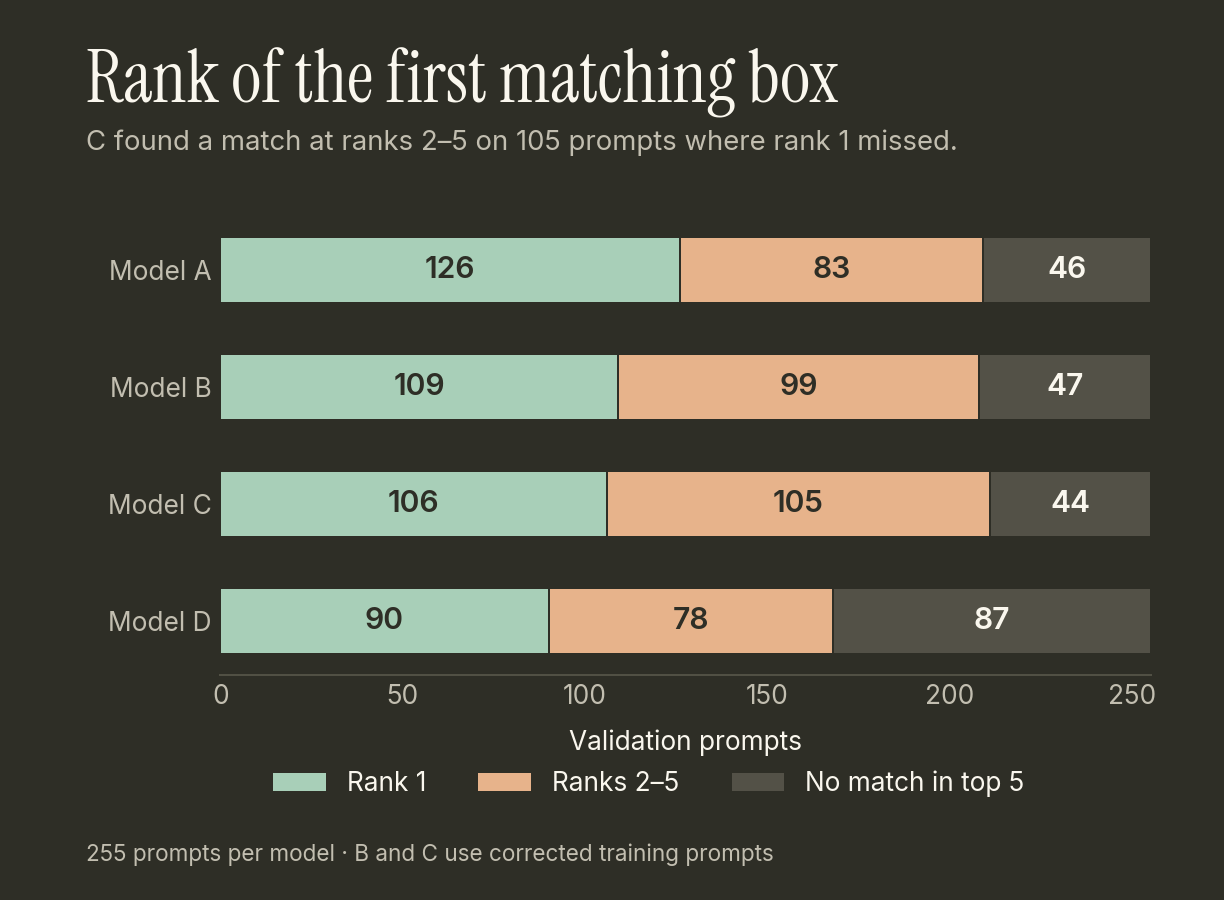 Rank of the first matching box
C found a match at ranks 2–5 on 105 prompts where rank 1 missed.
Model A 126 83 46
Model B 109 99 47
Model C 106 105 44
Model D 90 78 87
0 50 100 150 200 250
Validation prompts
Rank 1 Ranks 2–5 No match in top 5
255 prompts per model · B and C use corrected training prompts